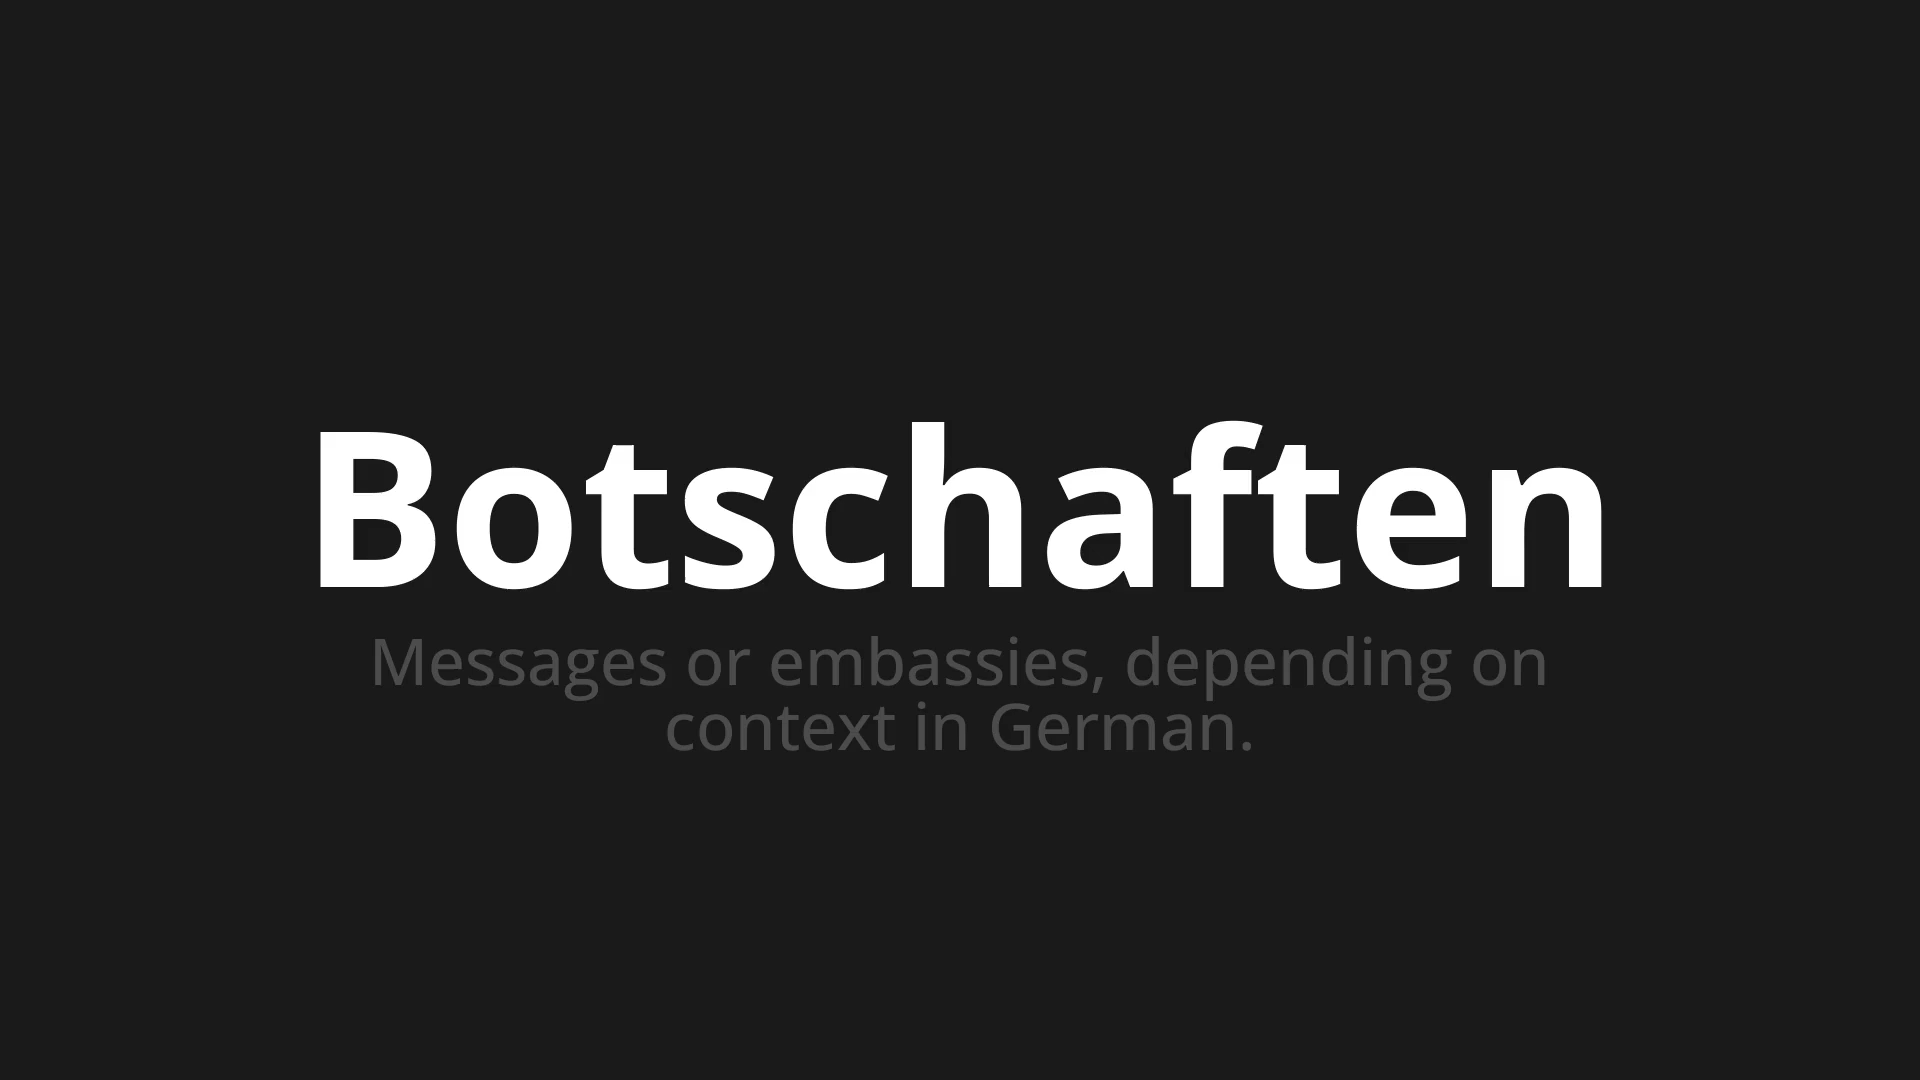 Botschaften
Messages or embassies, depending on
context in German.